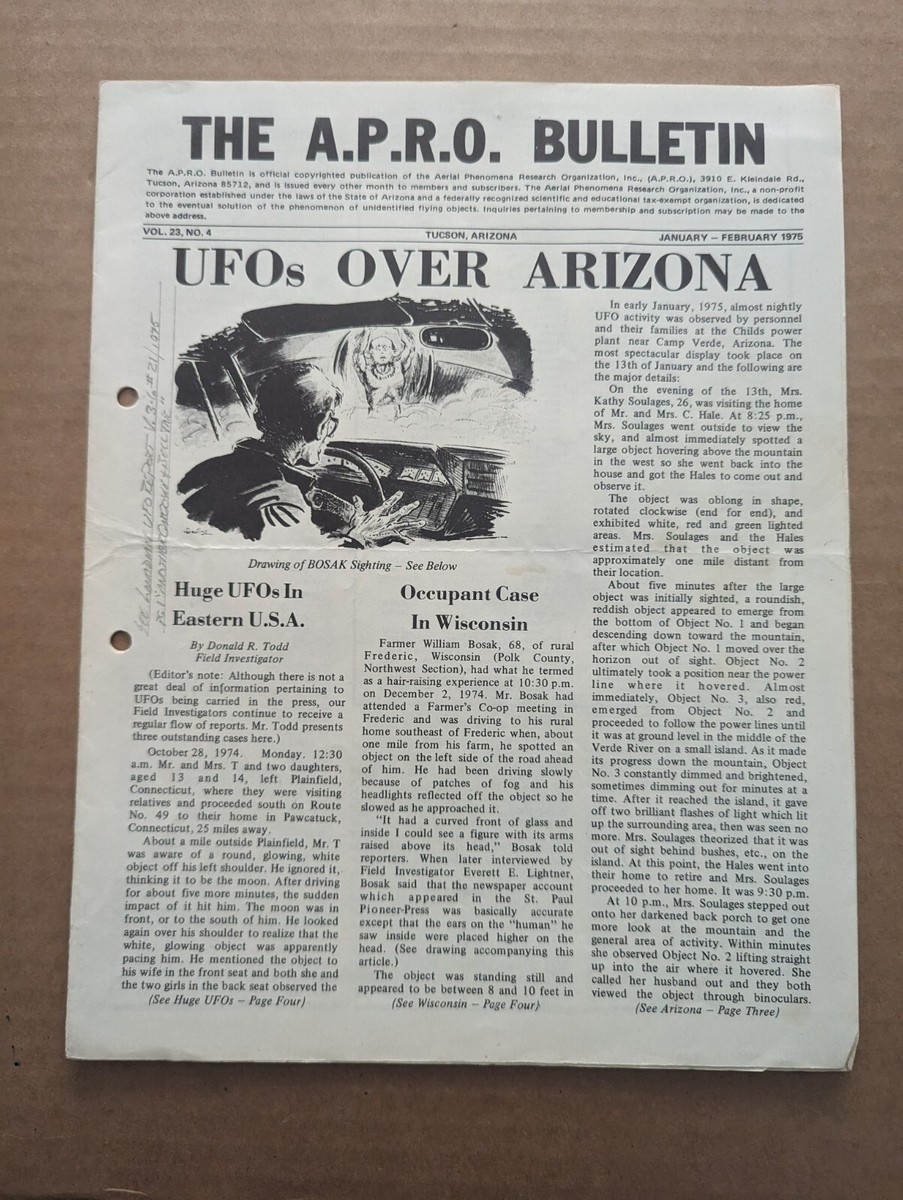 THE A.P.R.O. BULLETIN
The A.P.R.O. Bulletin is official copyrighted publication of the Aerial Phenomena Research Organization, Inc., (A.P.R.O.), 3910 E. Kleindale Rd.,
Tucson, Arizona 85712, and is issued every other month to members and subscribers. The Aerial Phenomena Research Organization, Inc., a non-profit
corporation established under the laws of the State of Arizona and a federally recognized scientific and educational tax-exempt organization, is dedicated
to the eventual solution of the phenomenon of unidentified flying objects. Inquiries pertaining to membership and subscription may be made to the
above address.
VOL. 23, NO. 4 TUCSON, ARIZONA JANUARY – FEBRUARY 1975
UFOs OVER ARIZONA
Drawing of BOSAK Sighting – See Below
Huge UFOs In
Eastern U.S.A.
By Donald R. Todd
Field Investigator
(Editor's note: Although there is not a
great deal of information pertaining to
UFOs being carried in the press, our
Field Investigators continue to receive a
regular flow of reports. Mr. Todd presents
three outstanding cases here.)
October 28, 1974. Monday. 12:30
a.m. Mr. and Mrs. T and two daughters,
aged 13 and 14, left Plainfield,
Connecticut, where they were visiting
relatives and proceeded south on Route
No. 49 to their home in Pawcatuck,
Connecticut, 25 miles away.
About a mile outside Plainfield, Mr. T
was aware of a round, glowing, white
object off his left shoulder. He ignored it,
thinking it to be the moon. After driving
for about five more minutes, the sudden
impact of it hit him. The moon was in
front, or to the south of him. He looked
again over his shoulder to realize that the
white, glowing object was apparently
pacing him. He mentioned the object to
his wife in the front seat and both she and
the two girls in the back seat observed the
(See Huge UFOs – Page Four)
Occupant Case
In Wisconsin
Farmer William Bosak, 68, of rural
Frederic, Wisconsin (Polk County,
Northwest Section), had what he termed
as a hair-raising experience at 10:30 p.m.
on December 2, 1974. Mr. Bosak had
attended a Farmer's Co-op meeting in
Frederic and was driving to his rural
home southeast of Frederic when, about
one mile from his farm, he spotted an
object on the left side of the road ahead
of him. He had been driving slowly
because of patches of fog and his
headlights reflected off the object so he
slowed as he approached it.
"It had a curved front of glass and
inside I could see a figure with its arms
raised above its head," Bosak told
reporters. When later interviewed by
Field Investigator Everett E. Lightner,
Bosak said that the newspaper account
which appeared in the St. Paul
Pioneer-Press was basically accurate
except that the ears on the "human" he
saw inside were placed higher on the
head. (See drawing accompanying this
article.)
The object was standing still and
appeared to be between 8 and 10 feet in
(See Wisconsin – Page Four)
In early January, 1975, almost nightly
UFO activity was observed by personnel
and their families at the Childs power
plant near Camp Verde, Arizona. The
most spectacular display took place on
the 13th of January and the following are
the major details:
On the evening of the 13th, Mrs.
Kathy Soulages, 26, was visiting the home
of Mr. and Mrs. C. Hale. At 8:25 p.m.,
Mrs. Soulages went outside to view the
sky, and almost immediately spotted a
large object hovering above the mountain
in the west so she went back into the
house and got the Hales to come out and
observe it.
The object was oblong in shape,
rotated clockwise (end for end), and
exhibited white, red and green lighted
areas. Mrs. Soulages and the Hales
estimated that the object was
approximately one mile distant from
their location.
About five minutes after the large
object was initially sighted, a roundish,
reddish object appeared to emerge from
the bottom of Object No. 1 and began
descending down toward the mountain,
after which Object No. 1 moved over the
horizon out of sight. Object No. 2
ultimately took a position near the power
line where it hovered. Almost
immediately, Object No. 3, also red,
emerged from Object No. 2 and
proceeded to follow the power lines until
it was at ground level in the middle of the
Verde River on a small island. As it made
its progress down the mountain, Object
No. 3 constantly dimmed and brightened,
sometimes dimming out for minutes at a
time. After it reached the island, it gave
off two brilliant flashes of light which lit
up the surrounding area, then was seen no
more. Mrs. Soulages theorized that it was
out of sight behind bushes, etc., on the
island. At this point, the Hales went into
their home to retire and Mrs. Soulages
proceeded to her home. It was 9:30 p.m.
At 10 p.m., Mrs. Soulages stepped out
onto her darkened back porch to get one
more look at the mountain and the
general area of activity. Within minutes
she observed Object No. 2 lifting straight
up into the air where it hovered. She
called her husband out and they both
viewed the object through binoculars.
(See Arizona – Page Three)